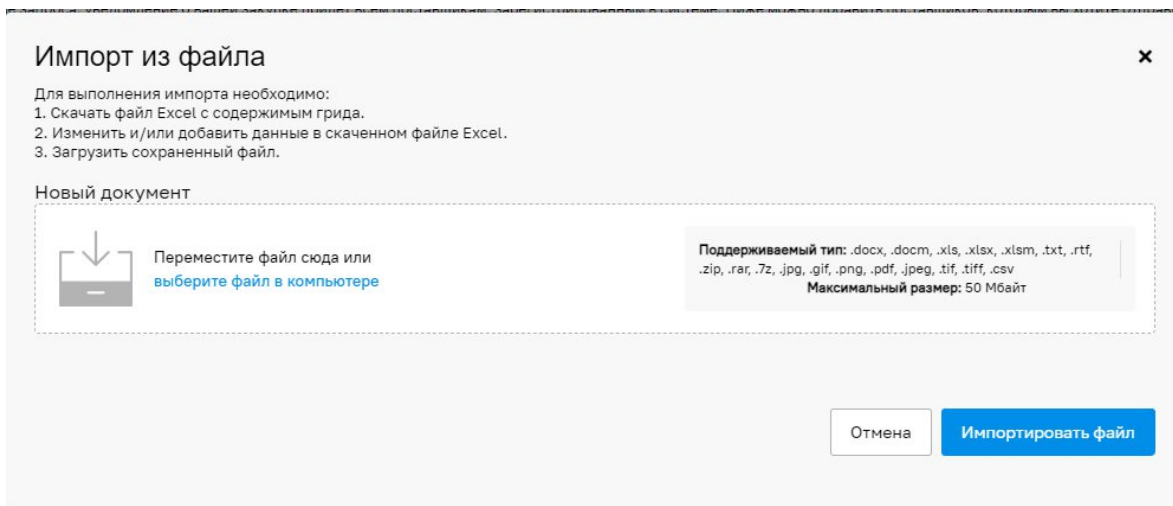 Импорт из файла
Для выполнения импорта необходимо:
1. Скачать файл Excel с содержимым грида.
2. Изменить и/или добавить данные в скаченном файле Excel.
3. Загрузить сохраненный файл.
Новый документ
Переместите файл сюда или
выберите файл в компьютере
Поддерживаемый тип: .docx, .docm, .xls, .xlsx, .xlsm, .txt, .rtf,
.zip, .rar, .7z, .jpg, .gif, .png, .pdf, .jpeg, .tif, .tiff, .csv
Максимальный размер: 50 Мбайт
Отмена
Импортировать файл